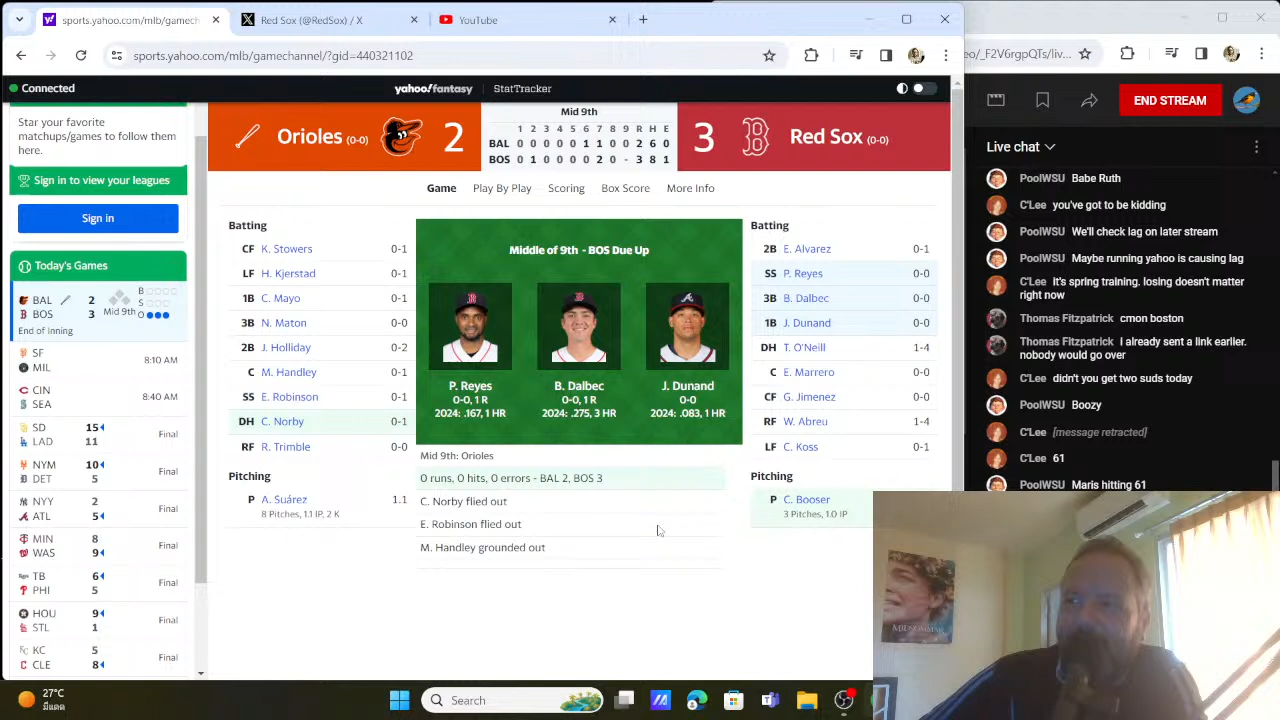 sports.yahoo.com/mlb/gamech
Red Sox (@RedSox) / X
YouTube
sports.yahoo.com/mlb/gamechannel/?gid=440321102
eo/_F2V6rgpQTs/liv...
Connected
yahoo!fantasy
StatTracker
END STREAM
Star your favorite
matchups/games to follow them
here.
Sign in to view your leagues
Sign in
Today's Games
BAL 2
BOS 3
Mid 9th
B
S
O
End of Inning
SF
MIL
8:10 AM
CIN
SEA
8:40 AM
SD 15
LAD 11
Final
NYM 10
DET 5
Final
NYY 2
ATL 5
Final
MIN 8
WAS 9
Final
TB 6
PHI 5
Final
HOU 9
STL 1
Final
KC 5
CLE 8
Final
Orioles (0-0)
2
Mid 9th
1 2 3 4 5 6 7 8 9 R H E
BAL 0 0 0 0 0 1 1 0 0 2 6 0
BOS 0 1 0 0 0 0 2 0 - 3 8 1
3
Red Sox (0-0)
Game
Play By Play
Scoring
Box Score
More Info
Batting
CF K. Stowers 0-1
LF H. Kjerstad 0-1
1B C. Mayo 0-1
3B N. Maton 0-0
2B J. Holliday 0-2
C M. Handley 0-1
SS E. Robinson 0-1
DH C. Norby 0-1
RF R. Trimble 0-0
Pitching
P A. Suárez 1.1
8 Pitches, 1.1 IP, 2 K
Middle of 9th - BOS Due Up
P. Reyes
0-0, 1 R
2024: .167, 1 HR
B. Dalbec
0-0, 1 R
2024: .275, 3 HR
J. Dunand
0-0
2024: .083, 1 HR
Mid 9th: Orioles
0 runs, 0 hits, 0 errors - BAL 2, BOS 3
C. Norby flied out
E. Robinson flied out
M. Handley grounded out
Batting
2B E. Alvarez 0-1
SS P. Reyes 0-0
3B B. Dalbec 0-0
1B J. Dunand 0-0
DH T. O'Neill 1-4
C E. Marrero 0-0
CF G. Jimenez 0-0
RF W. Abreu 1-4
LF C. Koss 0-1
Pitching
P C. Booser
3 Pitches, 1.0 IP
Live chat
PoolWSU Babe Ruth
C'Lee you've got to be kidding
PoolWSU We'll check lag on later stream
PoolWSU Maybe running yahoo is causing lag
C'Lee it's spring training. losing doesn't matter
right now
Thomas Fitzpatrick cmon boston
Thomas Fitzpatrick I already sent a link earlier.
nobody would go over
C'Lee didn't you get two suds today
PoolWSU Boozy
C'Lee [message retracted]
C'Lee 61
PoolWSU Maris hitting 61
MIDSOMMAR
27°C
มีแดด
Search